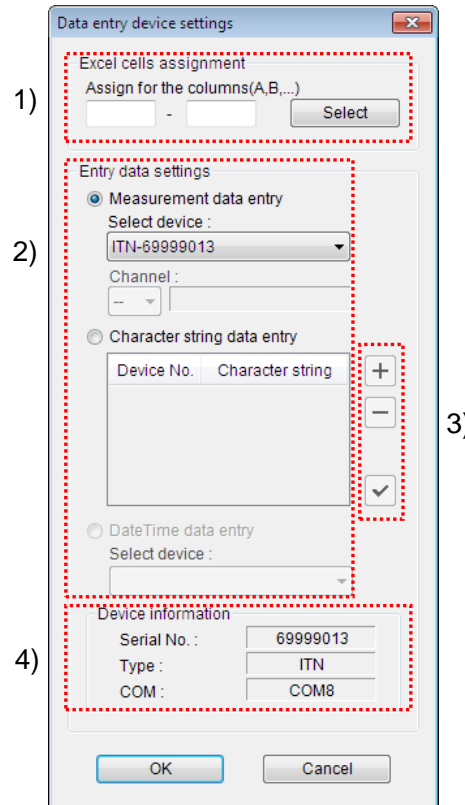 Data entry device settings
Excel cells assignment
1)
Assign for the columns(A,B,...)
- Select
Entry data settings
Measurement data entry
Select device :
2)
ITN-69999013
Channel :
--
Character string data entry
Device No. Character string
+
3)
−
DateTime data entry
Select device :
Device information
Serial No. : 69999013
4)
Type : ITN
COM : COM8
OK Cancel